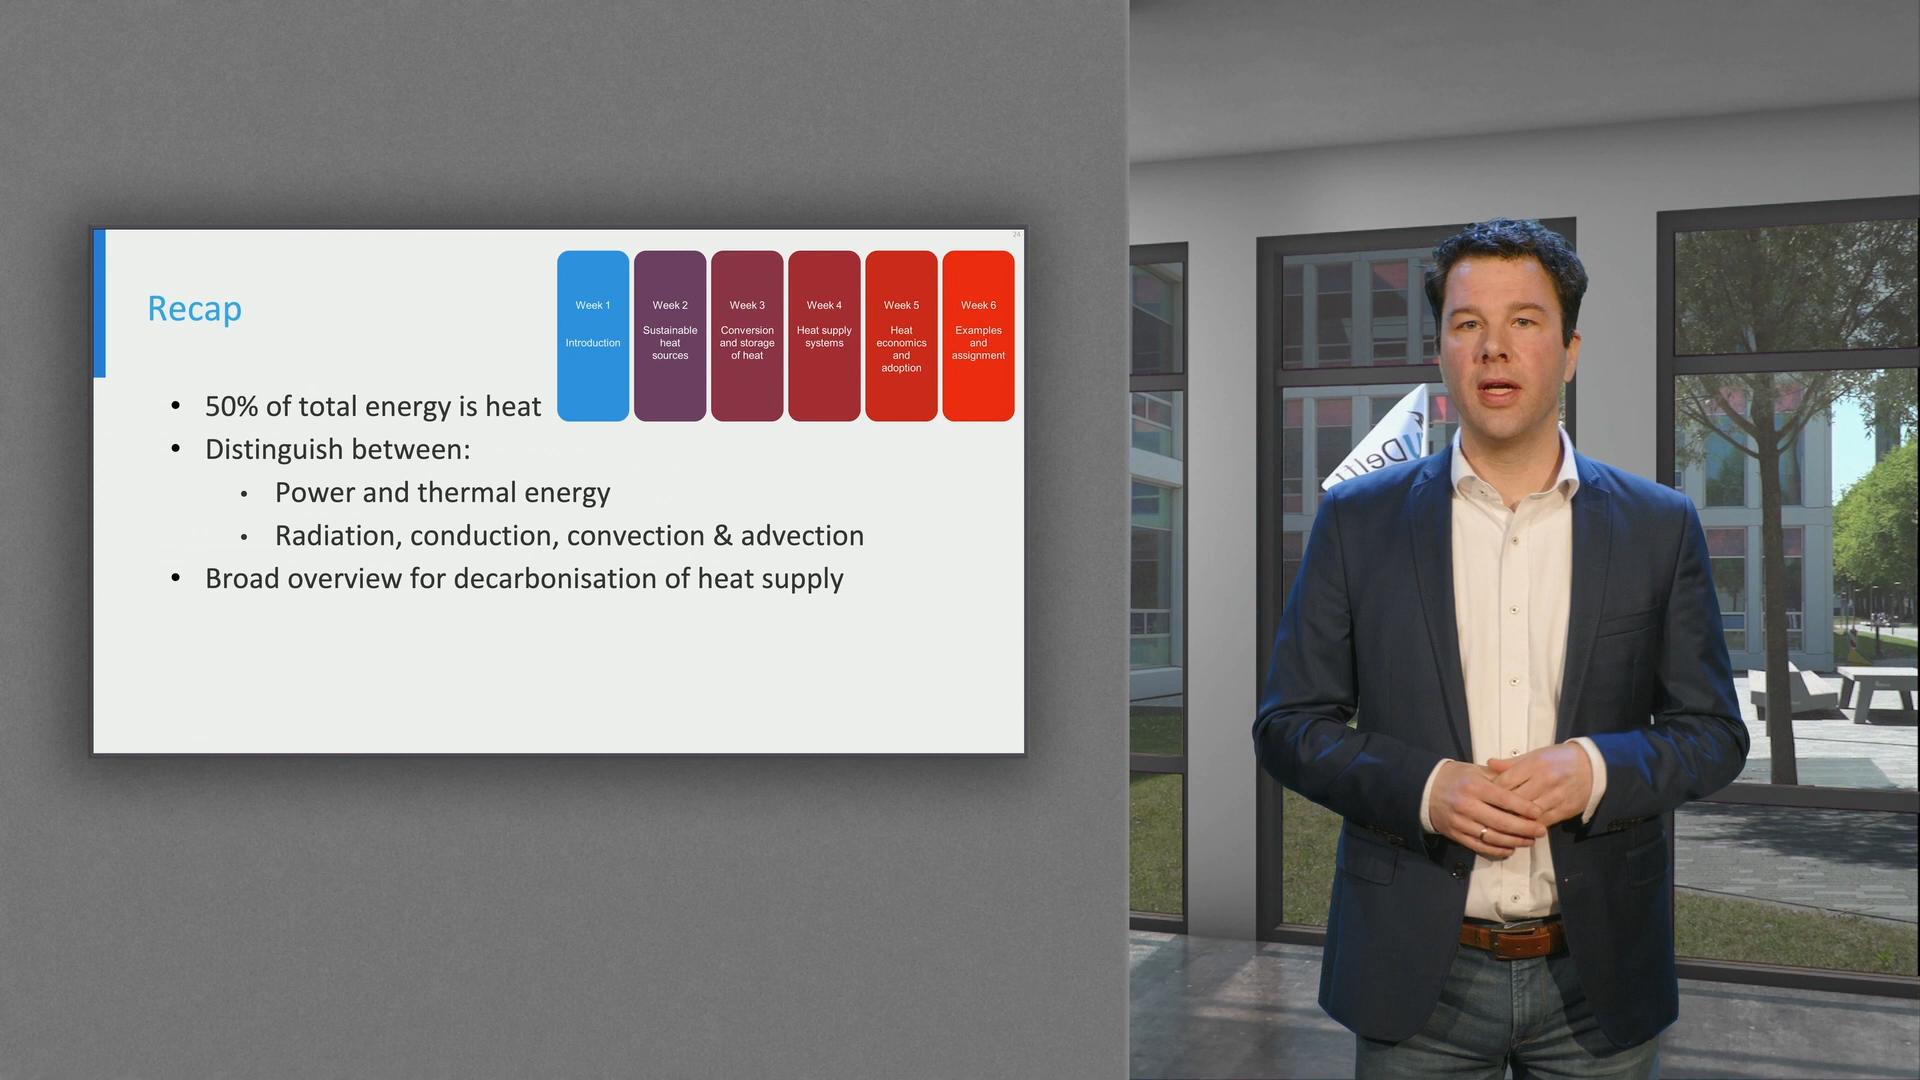 24
Recap
Week 1
Introduction
Week 2
Sustainable
heat
sources
Week 3
Conversion
and storage
of heat
Week 4
Heat supply
systems
Week 5
Heat
economics
and
adoption
Week 6
Examples
and
assignment
• 50% of total energy is heat
• Distinguish between:
• Power and thermal energy
• Radiation, conduction, convection & advection
• Broad overview for decarbonisation of heat supply
Delft